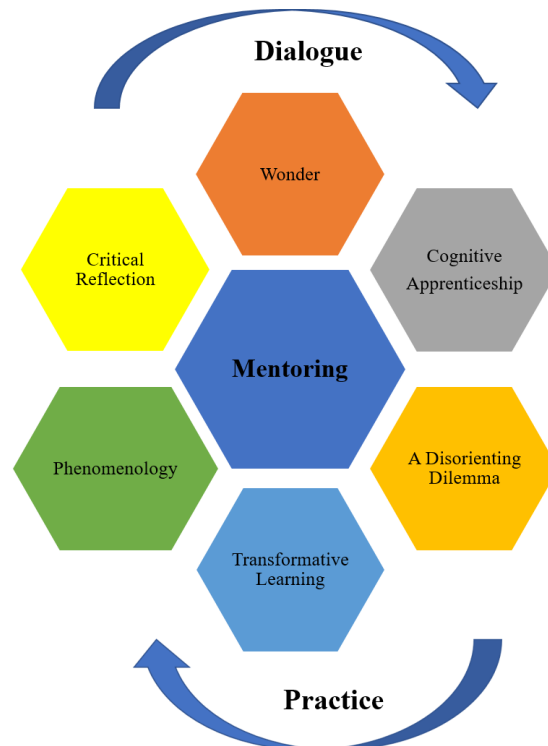 Dialogue
Wonder
Critical
Reflection
Cognitive
Apprenticeship
Mentoring
Phenomenology
A Disorienting
Dilemma
Transformative
Learning
Practice